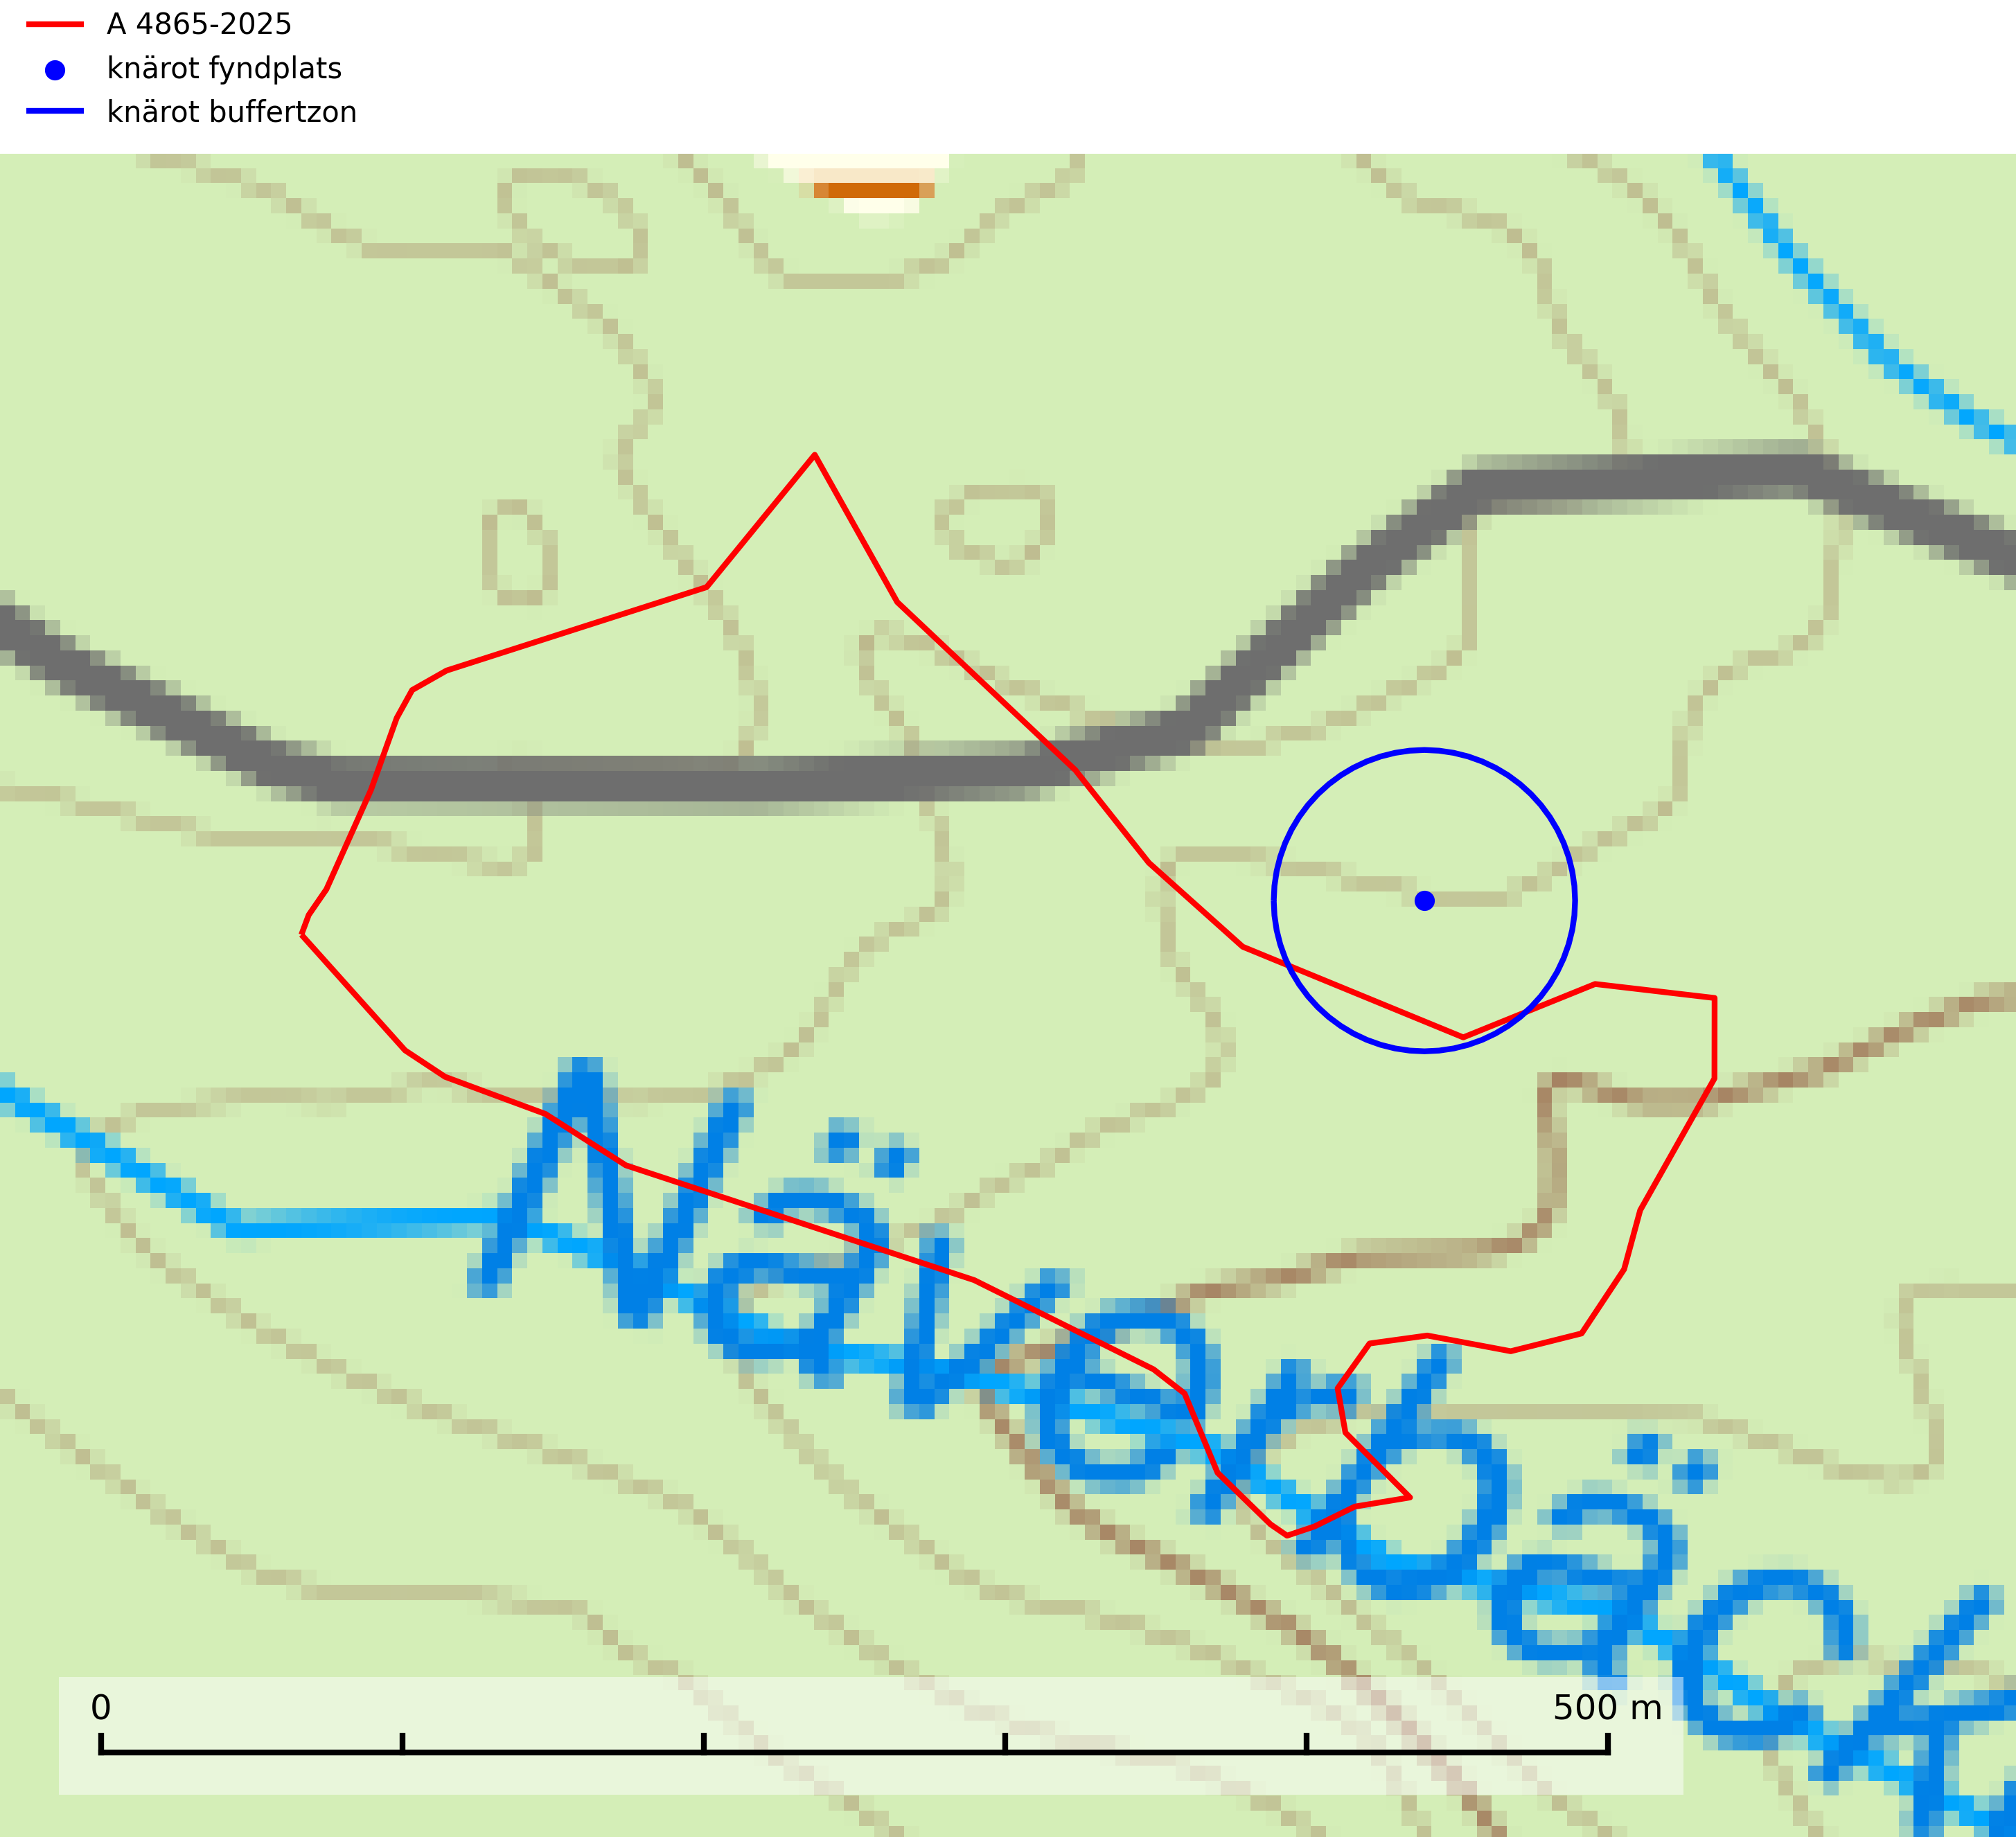 A 4865-2025
knärot fyndplats
knärot buffertzon
0
500 m